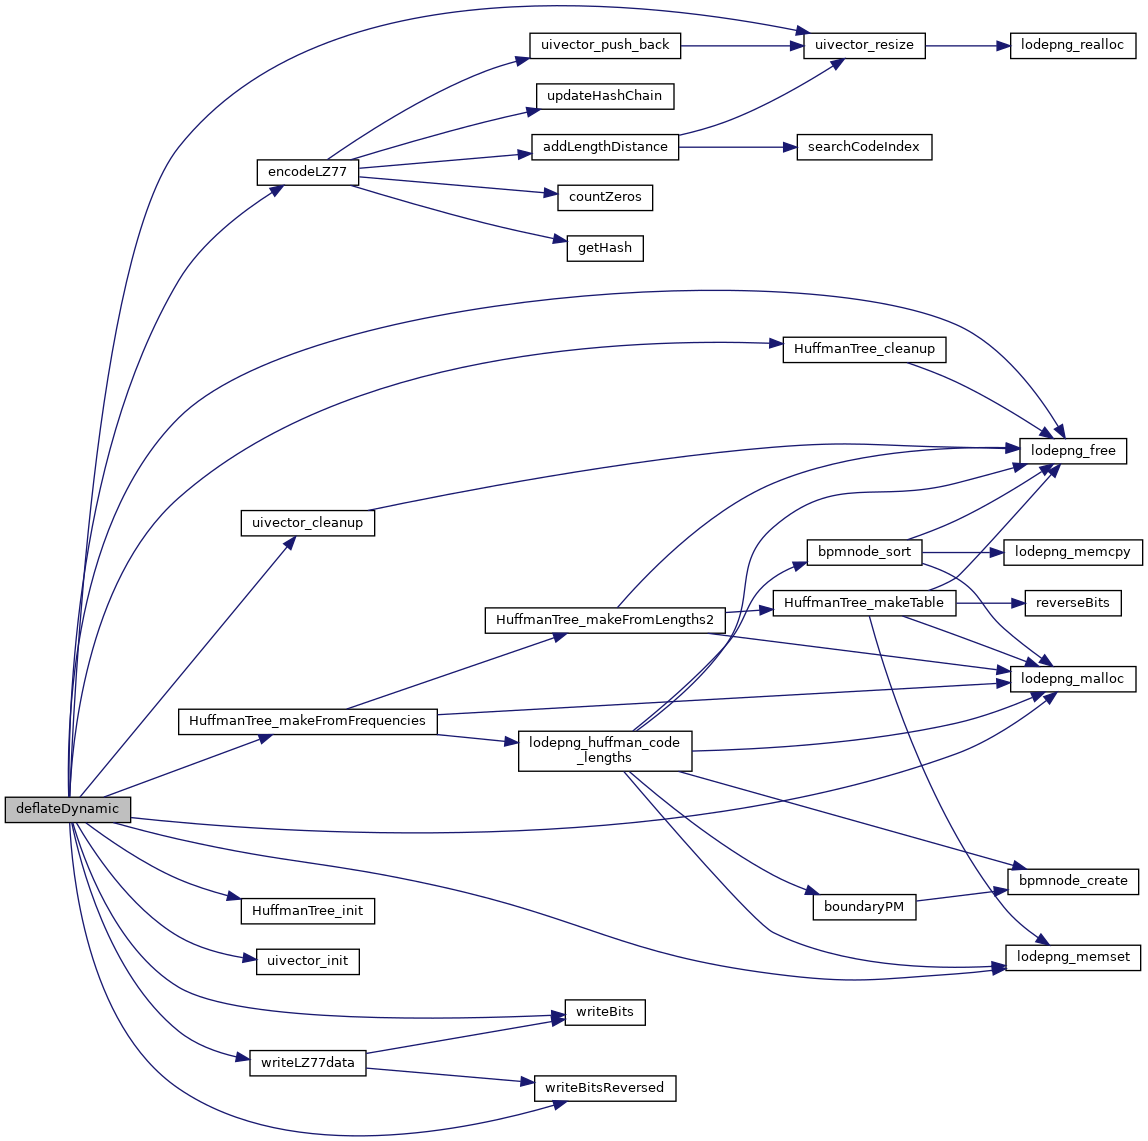 uivector_push_back
uivector_resize
lodepng_realloc
updateHashChain
addLengthDistance
searchCodeIndex
encodeLZ77
countZeros
getHash
HuffmanTree_cleanup
lodepng_free
uivector_cleanup
bpmnode_sort
lodepng_memcpy
HuffmanTree_makeTable
reverseBits
HuffmanTree_makeFromLengths2
lodepng_malloc
HuffmanTree_makeFromFrequencies
lodepng_huffman_code
_lengths
deflateDynamic
bpmnode_create
boundaryPM
HuffmanTree_init
uivector_init
lodepng_memset
writeBits
writeLZ77data
writeBitsReversed